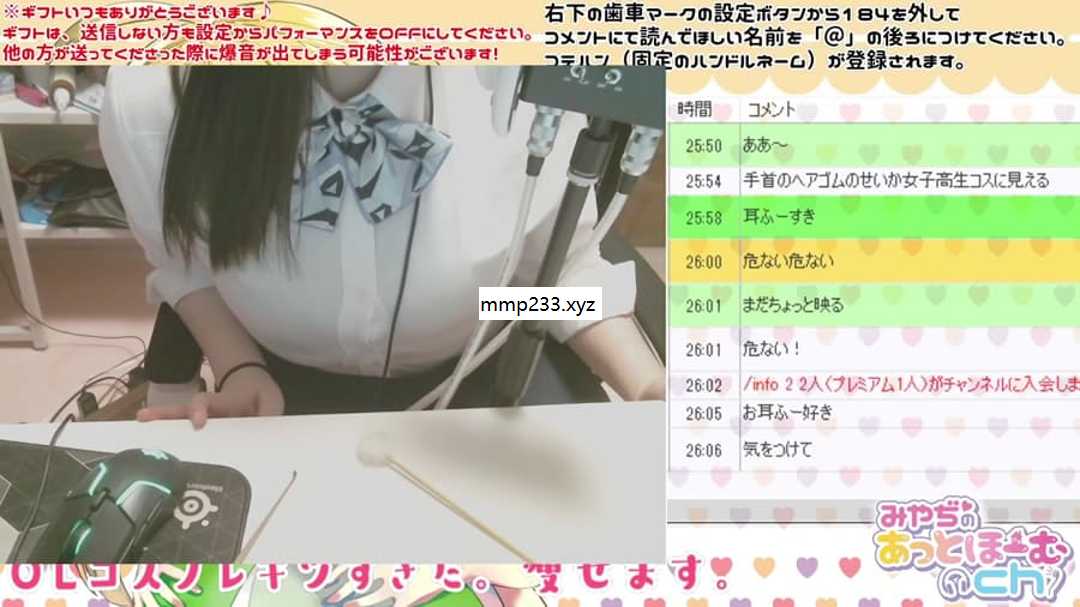 ※ギフトいつもありがとうございます♪
ギフトは、送信しない方も設定からパフォーマンスをOFFにしてください。
他の方が送ってくださった際に爆音が出てしまう可能性がございます!
右下の歯車マークの設定ボタンから184を外して
コメントにて読んでほしい名前を「@」の後ろにつけてください。
コテハン（固定のハンドルネーム）が登録されます。
時間 コメント
25:50 ああ～
25:54 手首のヘアゴムのせいか女子高生コスに見える
25:58 耳ふーすき
26:00 危ない危ない
26:01 まだちょっと映る
26:01 危ない！
26:02 /info 2 2人(プレミアム1人)がチャンネルに入会しま
26:05 お耳ふー好き
26:06 気をつけて
mmp233.xyz
みやぢの
あっとほーむ
ch
OLコスプレキツすぎた。痩せます。